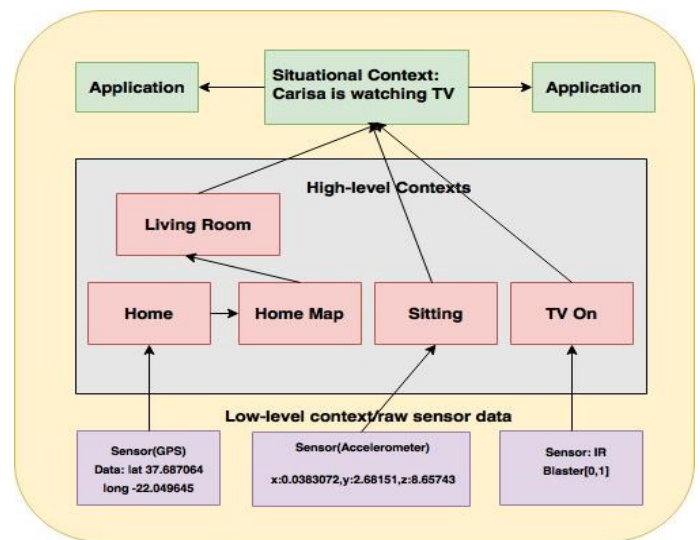 Application
Situational Context:
Carisa is watching TV
Application
High-level Contexts
Living Room
Home
Home Map
Sitting
TV On
Low-level context/raw sensor data
Sensor(GPS)
Data: lat 37.687064
long -22.049645
Sensor(Accelerometer)
x:0.0383072,y:2.68151,z:8.65743
Sensor: IR
Blaster[0,1]